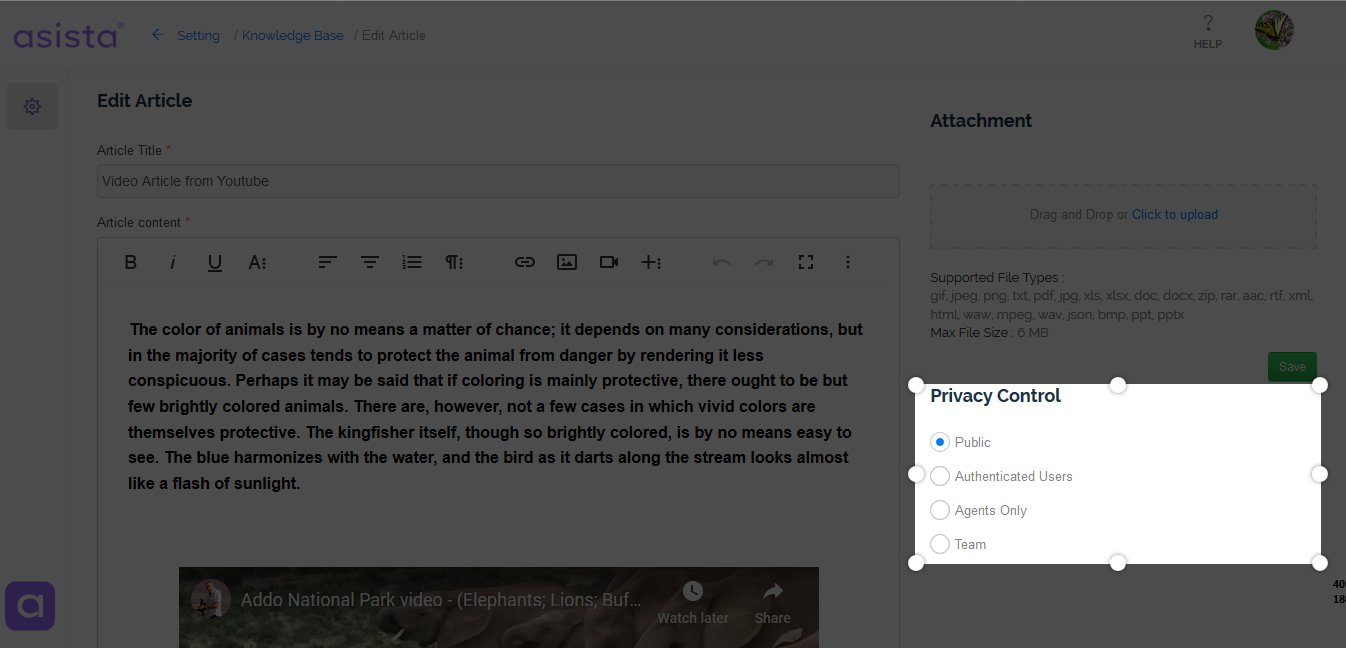 asista
Setting / Knowledge Base / Edit Article
?
HELP
Edit Article
Article Title *
Video Article from Youtube
Article content *
B i U A
The color of animals is by no means a matter of chance; it depends on many considerations, but
in the majority of cases tends to protect the animal from danger by rendering it less
conspicuous. Perhaps it may be said that if coloring is mainly protective, there ought to be but
few brightly colored animals. There are, however, not a few cases in which vivid colors are
themselves protective. The kingfisher itself, though so brightly colored, is by no means easy to
see. The blue harmonizes with the water, and the bird as it darts along the stream looks almost
like a flash of sunlight.
Addo National Park video - (Elephants; Lions; Buf...
Watch later
Share
a
Attachment
Drag and Drop or Click to upload
Supported File Types :
gif, jpeg, png, txt, pdf, jpg, xls, xlsx, doc, docx, zip, rar, aac, rtf, xml,
html, waw, mpeg, wav, json, bmp, ppt, pptx
Max File Size : 6 MB
Save
Privacy Control
Public
Authenticated Users
Agents Only
Team